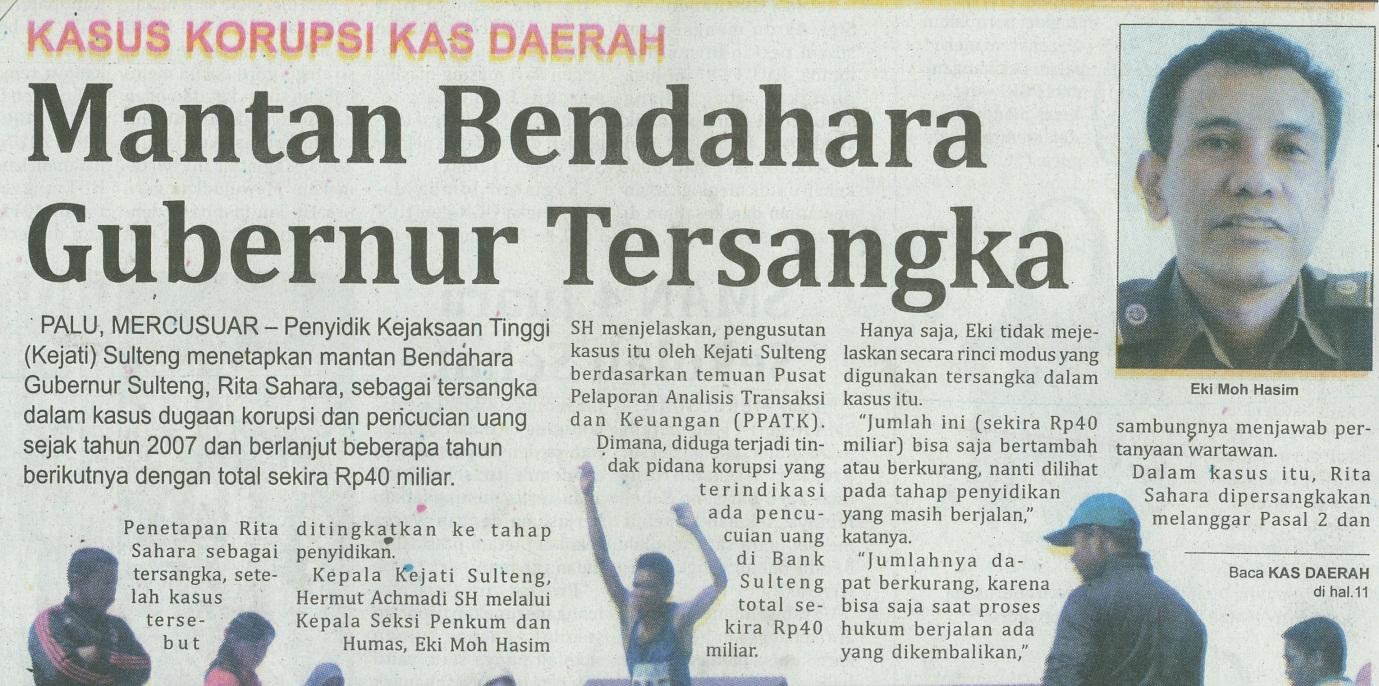 KASUS KORUPSI KAS DAERAH
Mantan Bendahara
Gubernur Tersangka
PALU, MERCUSUAR – Penyidik Kejaksaan Tinggi
(Kejati) Sulteng menetapkan mantan Bendahara
Gubernur Sulteng, Rita Sahara, sebagai tersangka
dalam kasus dugaan korupsi dan pencucian uang
sejak tahun 2007 dan berlanjut beberapa tahun
berikutnya dengan total sekira Rp40 miliar.
Penetapan Rita
Sahara sebagai
tersangka, sete-
lah kasus
terse-
but
ditingkatkan ke tahap
penyidikan.
Kepala Kejati Sulteng,
Hermut Achmadi SH melalui
Kepala Seksi Penkum dan
Humas, Eki Moh Hasim
SH menjelaskan, pengusutan
kasus itu oleh Kejati Sulteng
berdasarkan temuan Pusat
Pelaporan Analisis Transaksi
dan Keuangan (PPATK).
Dimana, diduga terjadi tin-
dak pidana korupsi yang
terindikasi
ada pencu-
cuian uang
di Bank
Sulteng
total se-
kira Rp40
miliar.
Hanya saja, Eki tidak meje-
laskan secara rinci modus yang
digunakan tersangka dalam
kasus itu.
“Jumlah ini (sekira Rp40
miliar) bisa saja bertambah
atau berkurang, nanti dilihat
pada tahap penyidikan
yang masih berjalan,”
katanya.
“Jumlahnya da-
pat berkurang, karena
bisa saja saat proses
hukum berjalan ada
yang dikembalikan,”
Eki Moh Hasim
sambungnya menjawab per-
tanyaan wartawan.
Dalam kasus itu, Rita
Sahara dipersangkakan
melanggar Pasal 2 dan
Baca KAS DAERAH
di hal.11